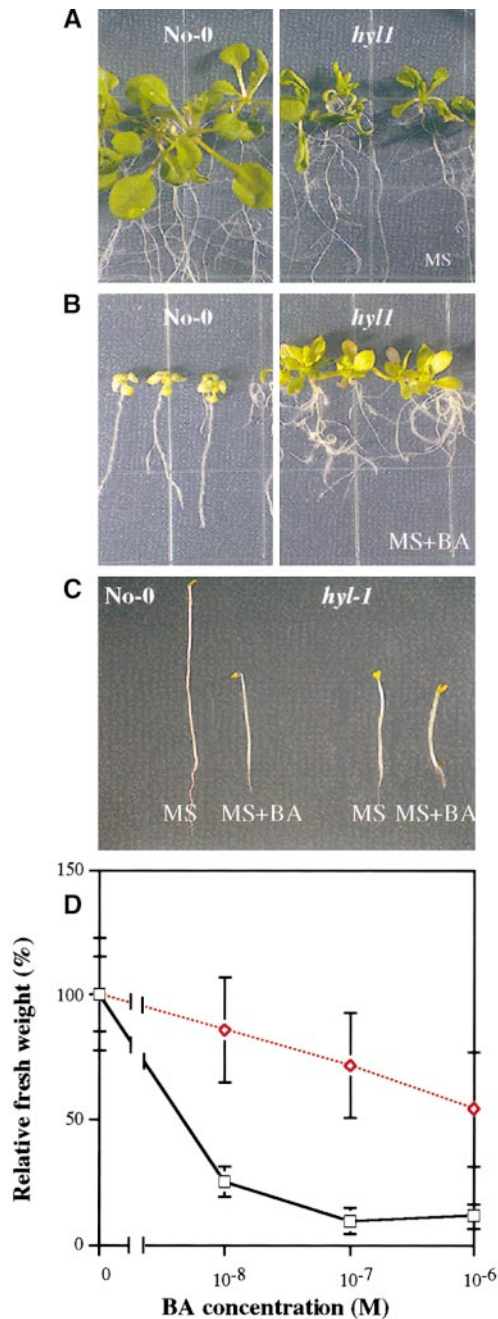 A
No-0
hyl1
MS
B
No-0
hyl1
MS+BA
C
No-0
hyl-1
MS
MS+BA
MS
MS+BA
D
150
100
50
0
Relative fresh weight (%)
0
10⁻⁸
10⁻⁷
10⁻⁶
BA concentration (M)